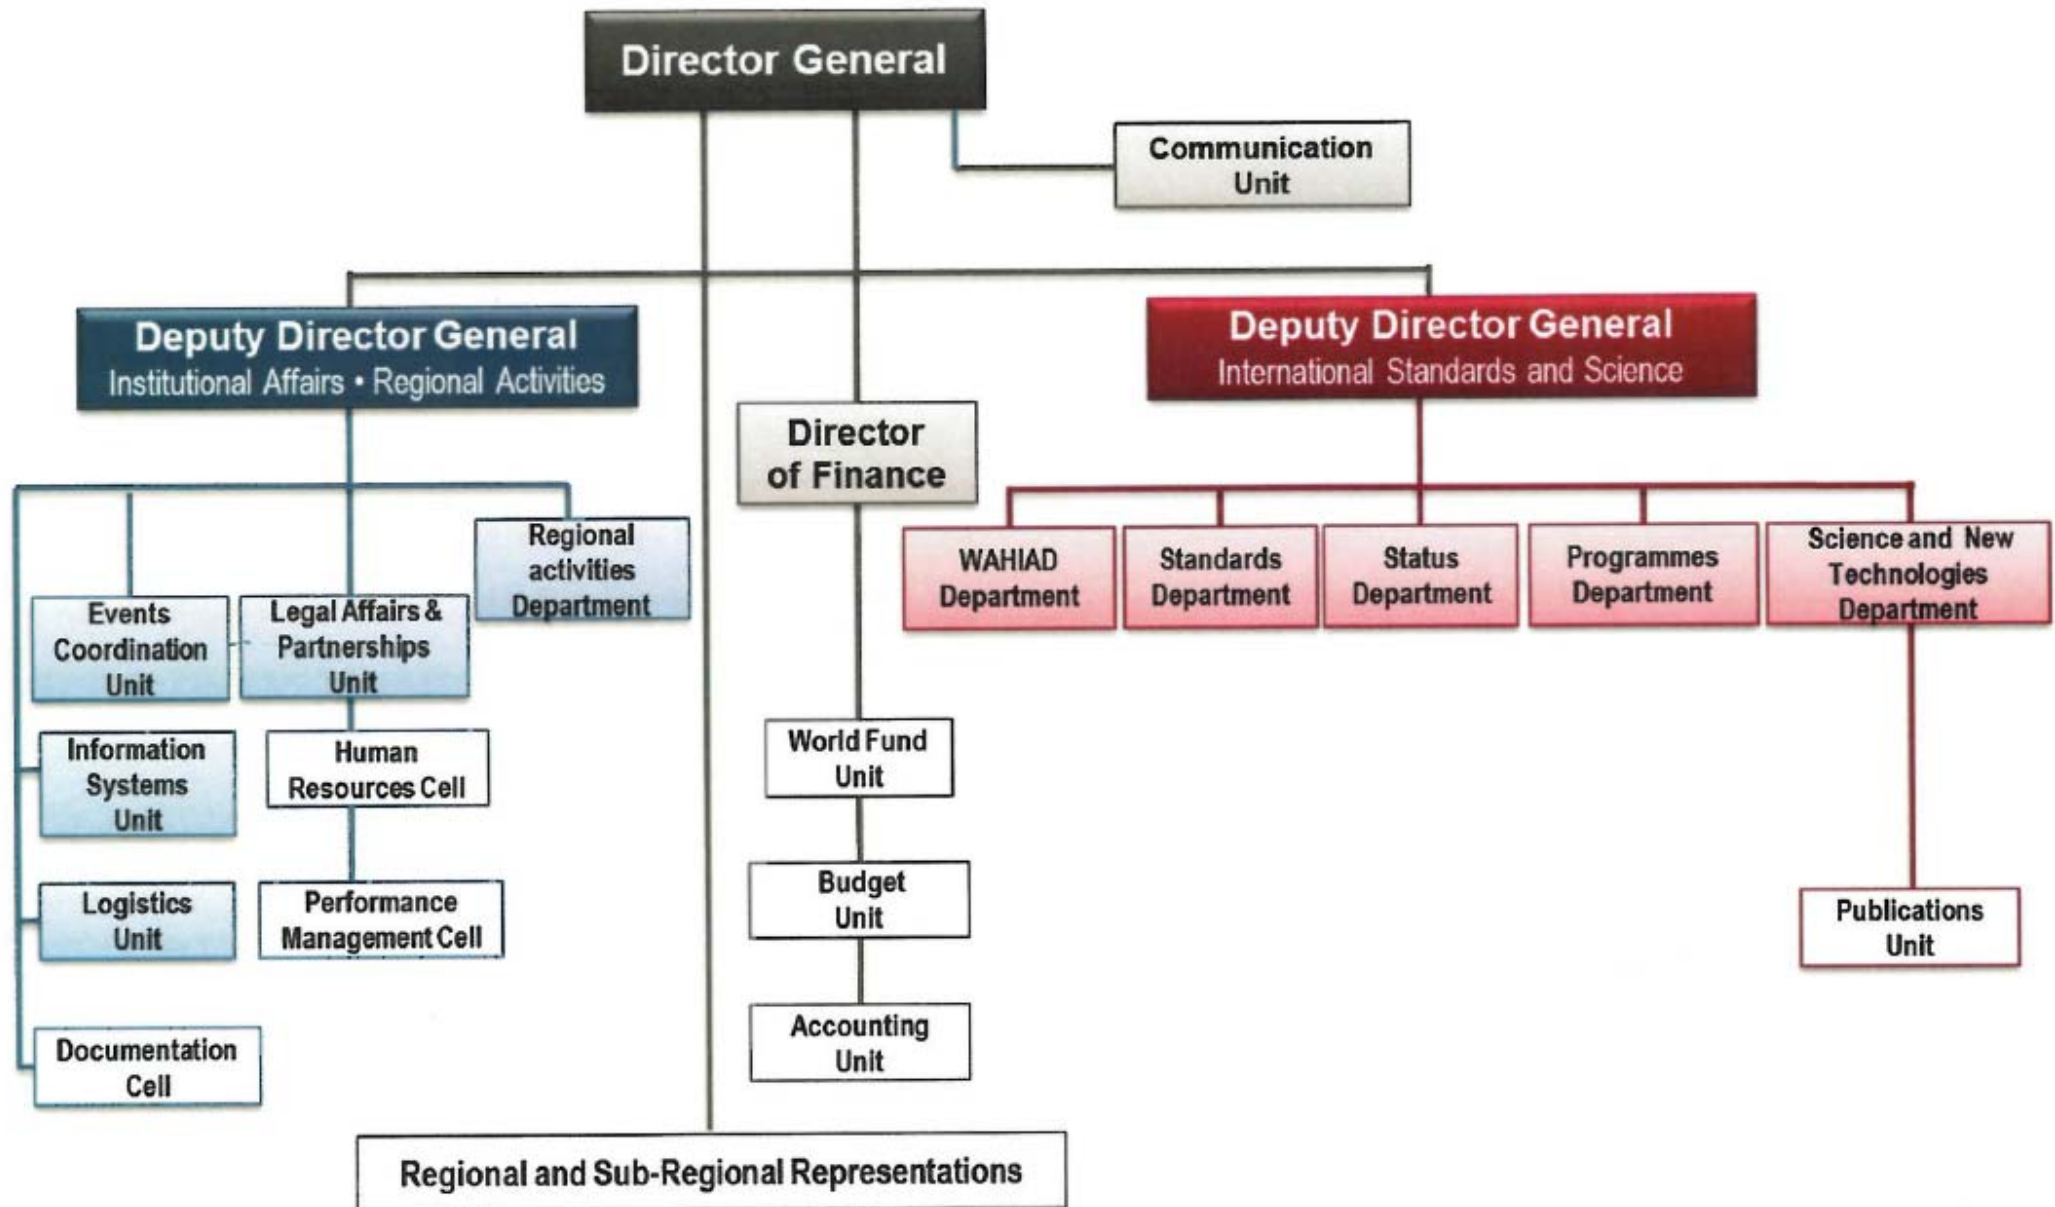 Director General
Communication
Unit
Deputy Director General
Institutional Affairs • Regional Activities
Deputy Director General
International Standards and Science
Director
of Finance
Regional
activities
Department
WAHIAD
Department
Standards
Department
Status
Department
Programmes
Department
Science and New
Technologies
Department
Events
Coordination
Unit
Legal Affairs &
Partnerships
Unit
Information
Systems
Unit
Human
Resources Cell
World Fund
Unit
Logistics
Unit
Performance
Management Cell
Budget
Unit
Publications
Unit
Documentation
Cell
Accounting
Unit
Regional and Sub-Regional Representations